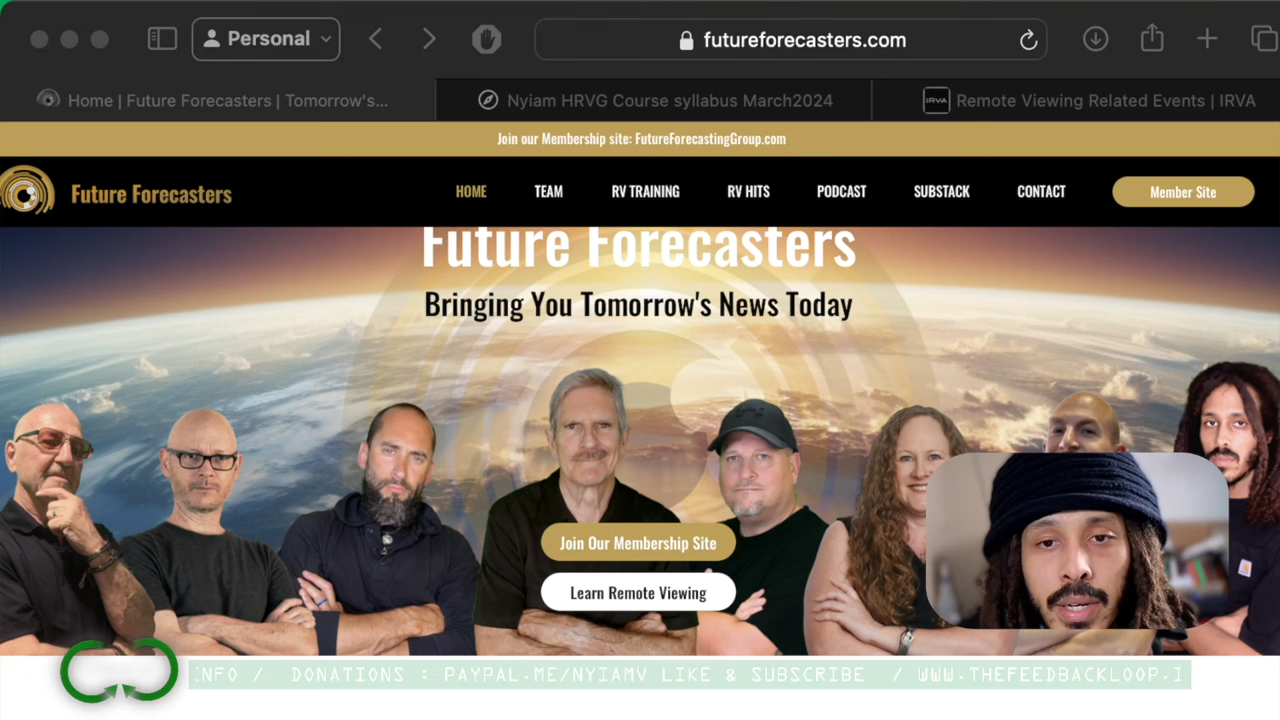 Personal
futureforecasters.com
Home | Future Forecasters | Tomorrow's...
Nyiam HRVG Course syllabus March2024
IRVA
Remote Viewing Related Events | IRVA
Join our Membership site: FutureForecastingGroup.com
Future Forecasters
HOME
TEAM
RV TRAINING
RV HITS
PODCAST
SUBSTACK
CONTACT
Member Site
Future Forecasters
Bringing You Tomorrow's News Today
Join Our Membership Site
Learn Remote Viewing
INFO / DONATIONS : PAYPAL.ME/NYIAMV LIKE & SUBSCRIBE / WWW.THEFEEDBACKLOOP.I